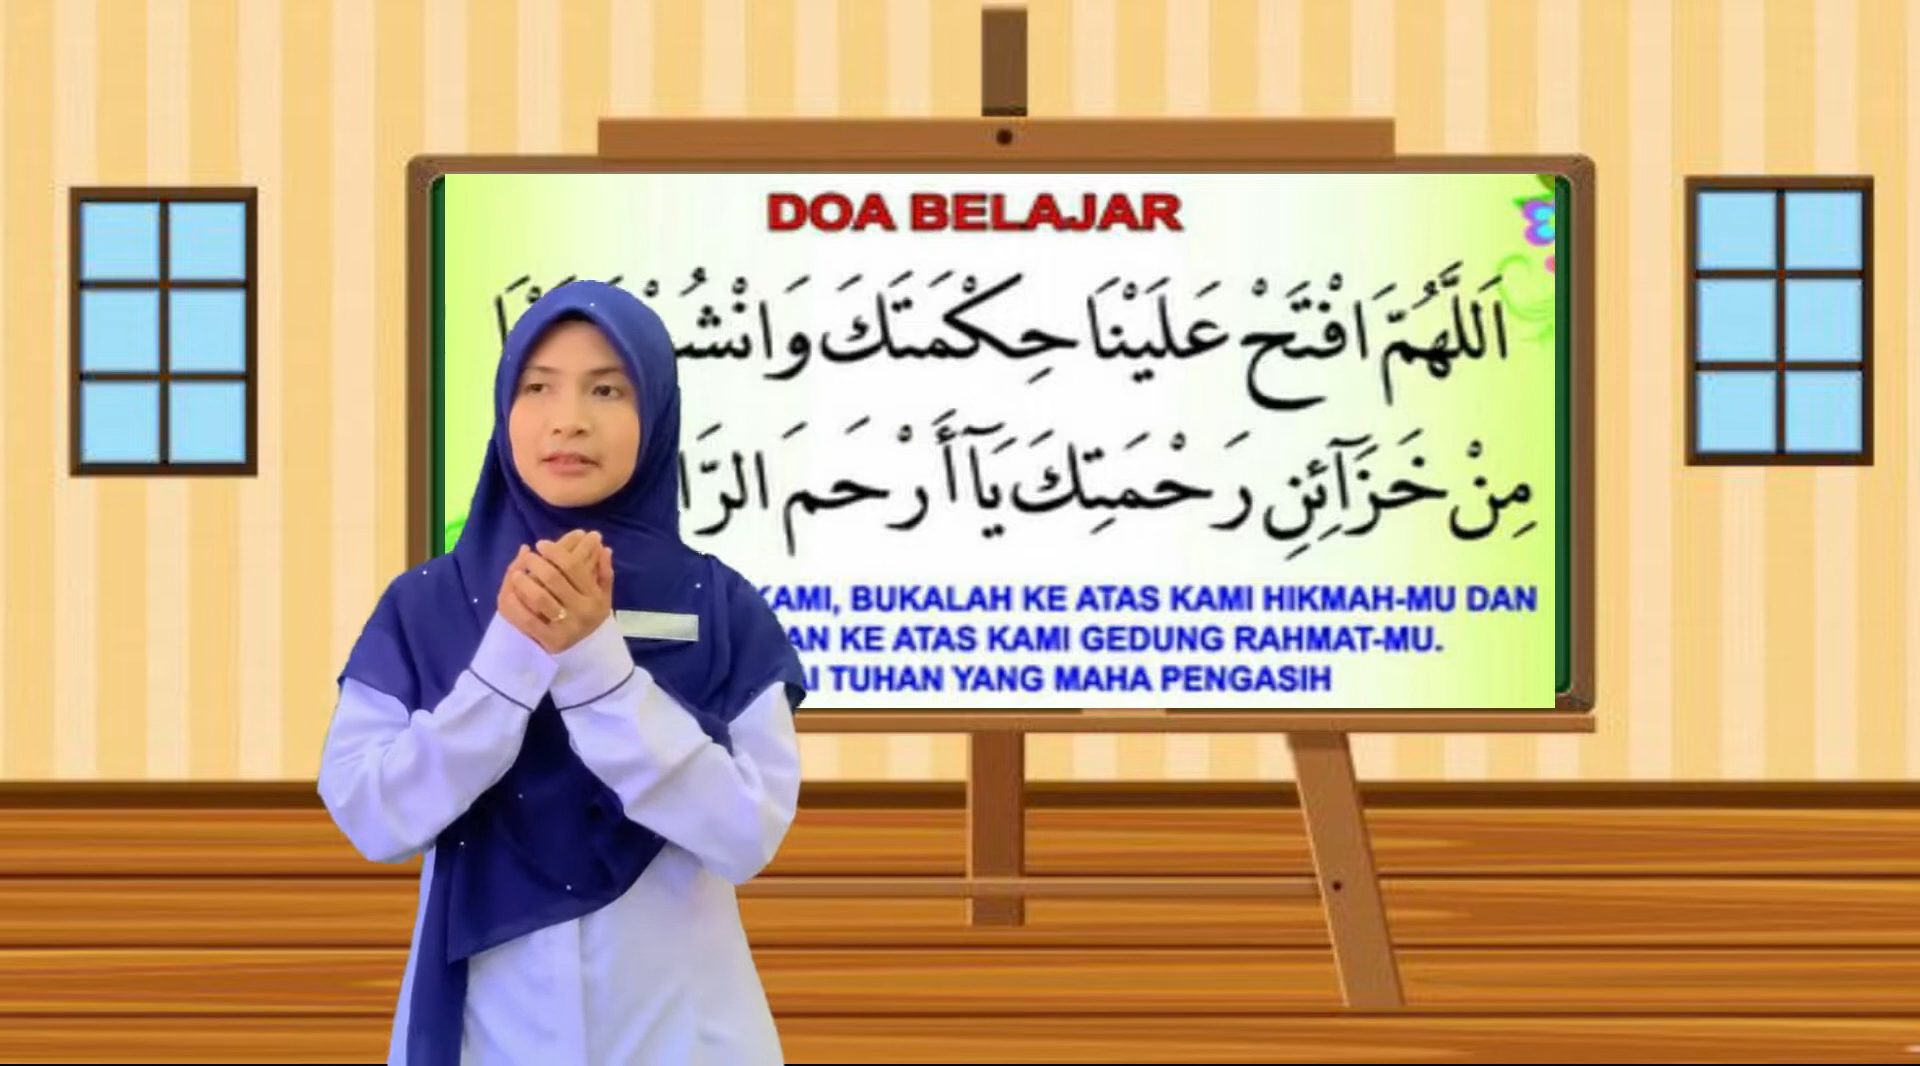 DOA BELAJAR
اَللَّهُمَّ افْتَحْ عَلَيْنَا حِكْمَتَكَ
مِنْ خَزَآئِنِ رَحْمَتِكَ يَآ أَرْحَمَ
KAMI, BUKALAH KE ATAS KAMI HIKMAH-MU DAN
KE ATAS KAMI GEDUNG RAHMAT-MU.
TUHAN YANG MAHA PENGASIH